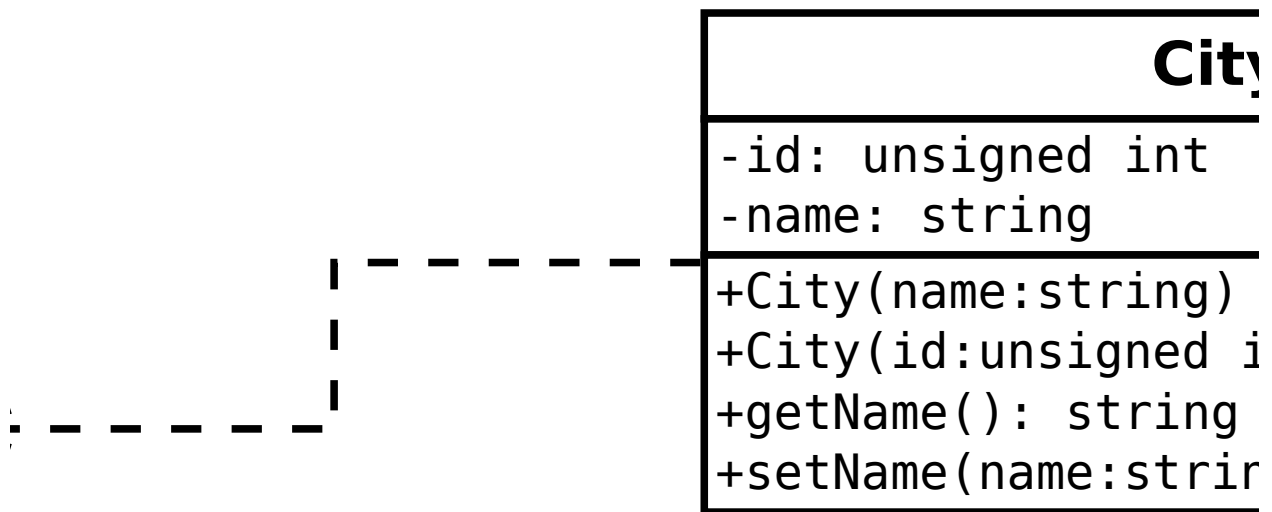 City
-id: unsigned int
-name: string
+City(name:string)
+City(id:unsigned i
+getName(): string
+setName(name:strin